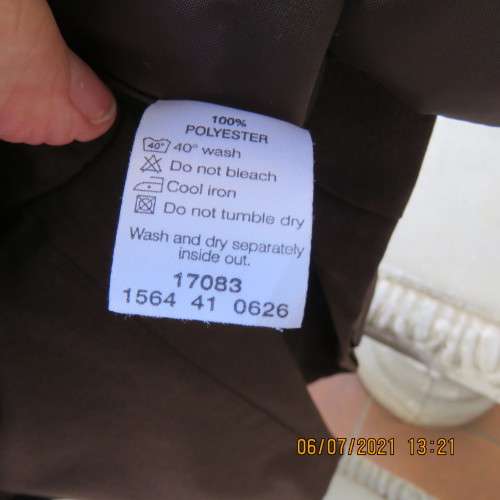 100%
POLYESTER
40° 40° wash
Do not bleach
Cool iron
Do not tumble dry
Wash and dry separately
inside out.
17083
1564 41 0626
06/07/2021 13:21